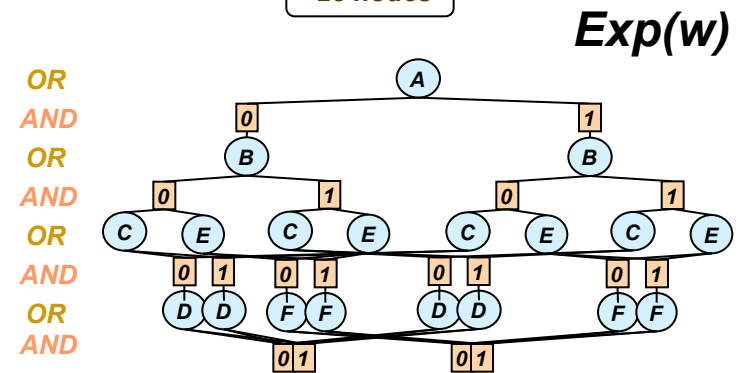 Exp(w)
OR A
AND 0 1
OR B B
AND 0 1 0 1
OR C E C E C E C E
AND 0 1 0 1 0 1 0 1
OR D D F F D D F F
AND 0 1 0 1